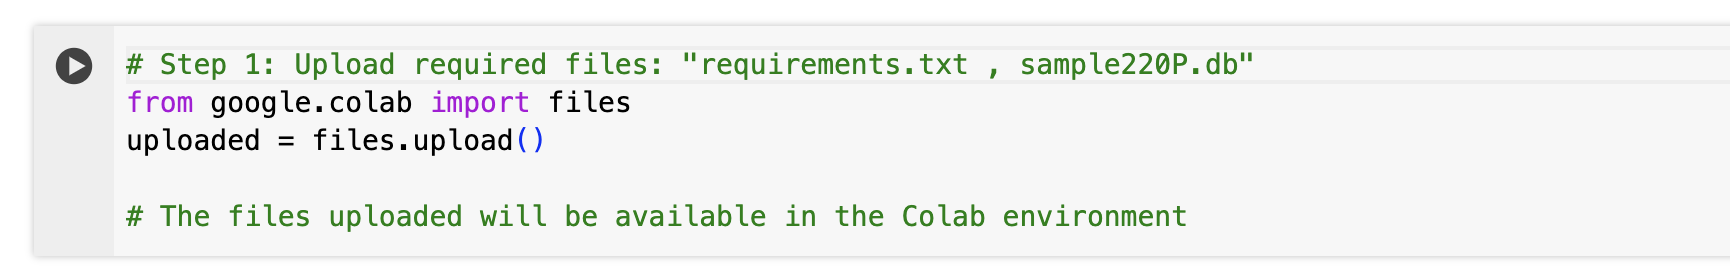 # Step 1: Upload required files: "requirements.txt , sample220P.db"
from google.colab import files
uploaded = files.upload()
# The files uploaded will be available in the Colab environment